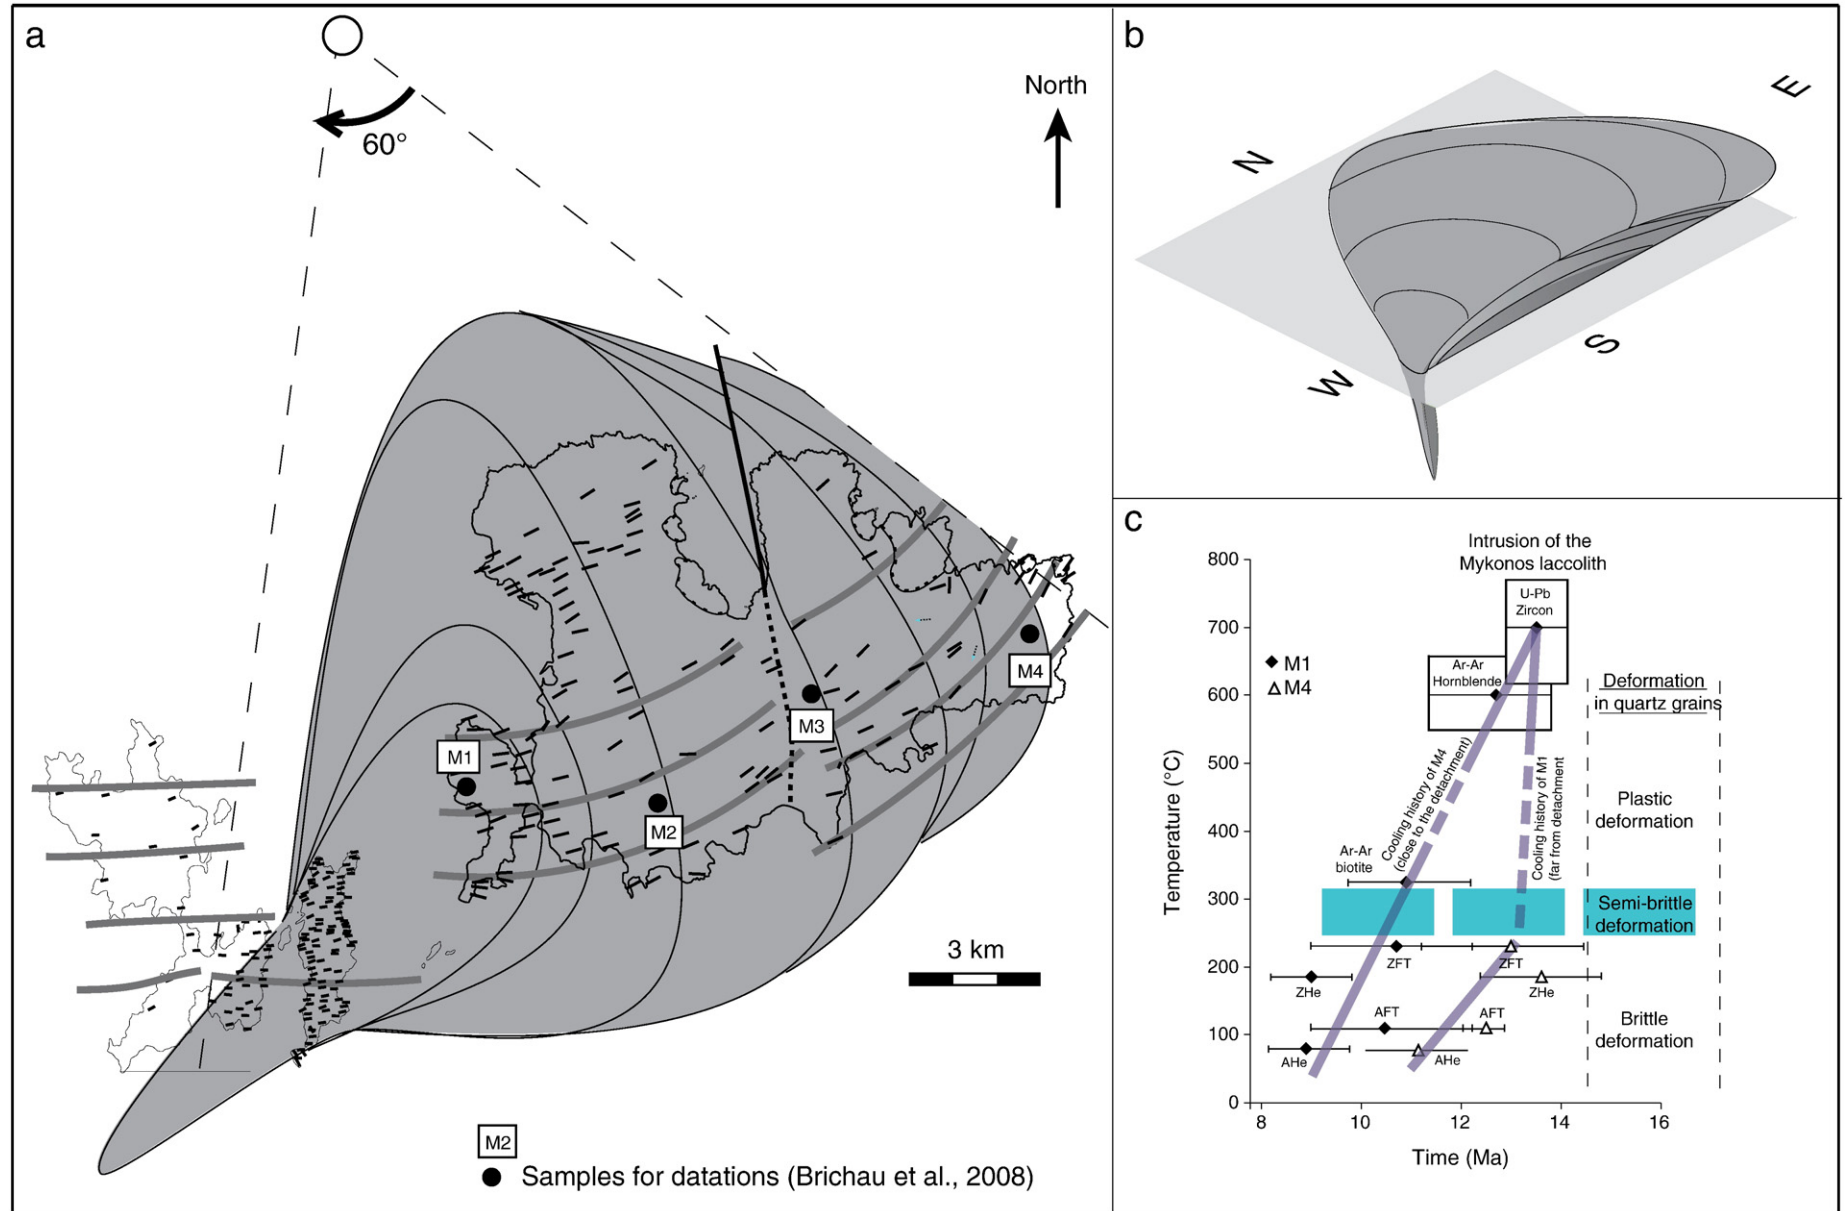 a
60°
North
M1
M2
M3
M4
3 km
M2
Samples for datations (Brichau et al., 2008)
b
N
E
W
S
c
Intrusion of the
Mykonos laccolith
800
700
600
500
400
300
200
100
0
Temperature (°C)
U-Pb
Zircon
Ar-Ar
Hornblende
M1
M4
Deformation
in quartz grains
Cooling history of M4
(close to the detachment)
Cooling history of M1
(far from detachment
Plastic
deformation
Ar-Ar
biotite
Semi-brittle
deformation
ZFT
ZFT
ZHe
ZHe
AFT
AFT
Brittle
deformation
AHe
AHe
8
10
12
14
16
Time (Ma)